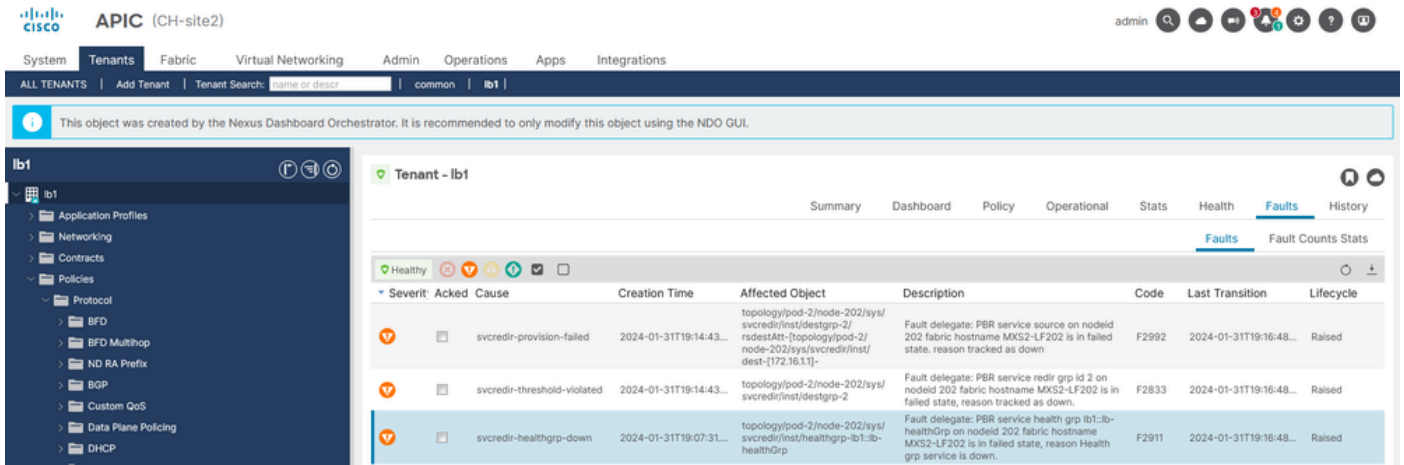 CISCO APIC (CH-site2) admin 3 4 1
System Tenants Fabric Virtual Networking Admin Operations Apps Integrations
ALL TENANTS | Add Tenant | Tenant Search: name or descr | common | lb1 |
This object was created by the Nexus Dashboard Orchestrator. It is recommended to only modify this object using the NDO GUI.
lb1
lb1
Application Profiles
Networking
Contracts
Policies
Protocol
BFD
BFD Multihop
ND RA Prefix
BGP
Custom QoS
Data Plane Policing
DHCP
Tenant - lb1
Summary Dashboard Policy Operational Stats Health Faults History
Faults Fault Counts Stats
Healthy
Severit Acked Cause Creation Time Affected Object Description Code Last Transition Lifecycle
svcredir-provision-failed 2024-01-31T19:14:43...
topology/pod-2/node-202/sys/
svcredir/inst/destgrp-2/
rsdestAtt-[topology/pod-2/
node-202/sys/svcredir/inst/
dest-[172.16.1.1]-
Fault delegate: PBR service source on nodeid
202 fabric hostname MXS2-LF202 is in failed
state. reason tracked as down
F2992 2024-01-31T19:16:48... Raised
svcredir-threshold-violated 2024-01-31T19:14:43...
topology/pod-2/node-202/sys/
svcredir/inst/destgrp-2
Fault delegate: PBR service redir grp id 2 on
nodeid 202 fabric hostname MXS2-LF202 is in
failed state, reason tracked as down.
F2833 2024-01-31T19:16:48... Raised
svcredir-healthgrp-down 2024-01-31T19:07:31...
topology/pod-2/node-202/sys/
svcredir/inst/healthgrp-lb1::lb-
healthGrp
Fault delegate: PBR service health grp lb1::lb-
healthGrp on nodeid 202 fabric hostname
MXS2-LF202 is in failed state, reason Health
grp service is down.
F2911 2024-01-31T19:16:48... Raised